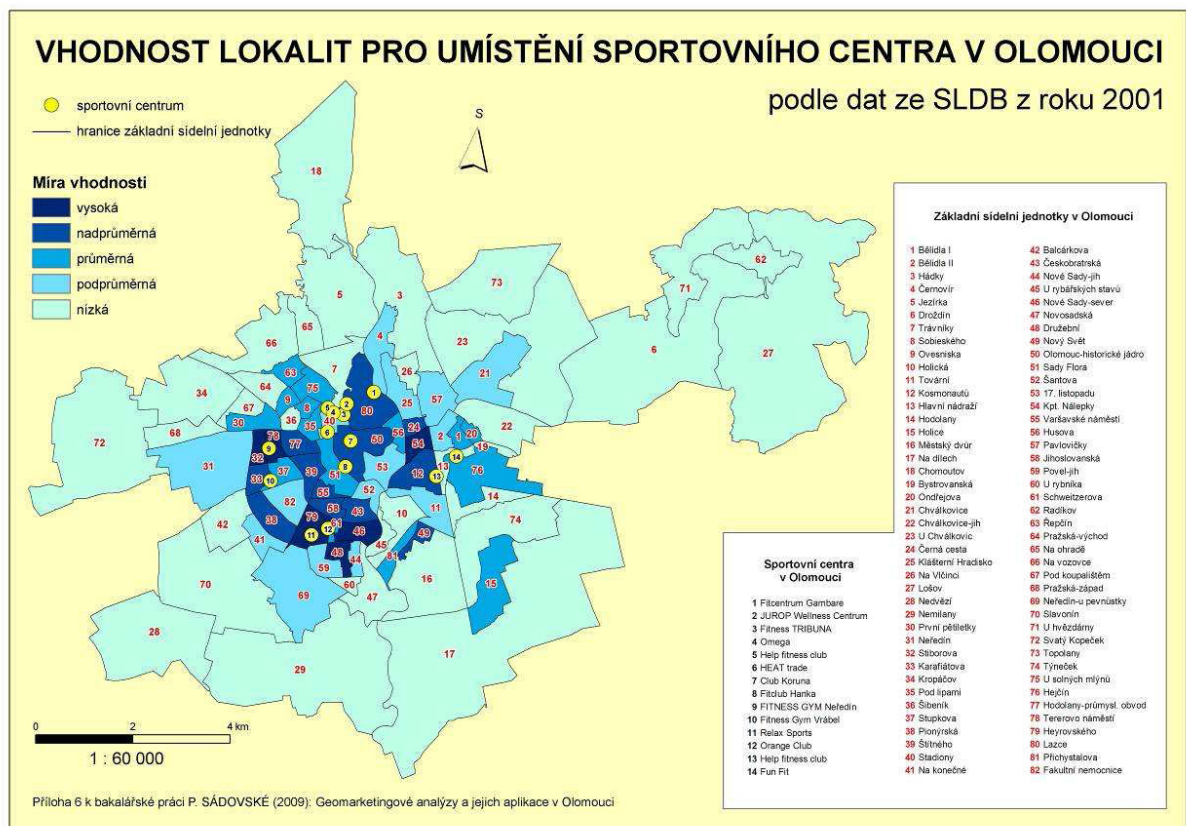 VHODNOST LOKALIT PRO UMÍSTĚNÍ SPORTOVNÍHO CENTRA V OLOMOUCI
podle dat ze SLDB z roku 2001
sportovní centrum
hranice základní sídelní jednotky
Míra vhodnosti
vysoká
nadprůměrná
průměrná
podprůměrná
nízká
S
Základní sídelní jednotky v Olomouci
1 Bělidla I
2 Bělidla II
3 Hádky
4 Černovír
5 Jezírka
6 Droždín
7 Trávníky
8 Sobieského
9 Ovesniska
10 Holická
11 Tovární
12 Kosmonautů
13 Hlavní nádraží
14 Hodolany
15 Holice
16 Městský dvůr
17 Na dílech
18 Chomoutov
19 Bystrovanská
20 Ondřejova
21 Chválkovice
22 Chválkovice-jih
23 U Chválkovic
24 Černá cesta
25 Klášterní Hradisko
26 Na Vlčinci
27 Lošov
28 Nedvězí
29 Nemilany
30 První pětiletky
31 Neředín
32 Stiborova
33 Karafiátova
34 Kropáčov
35 Pod lipami
36 Šibeník
37 Stupkova
38 Pionýrská
39 Štítného
40 Stadiony
41 Na konečné
42 Balcárkova
43 Českobratrská
44 Nové Sady-jih
45 U rybářských stavů
46 Nové Sady-sever
47 Novosadská
48 Družební
49 Nový Svět
50 Olomouc-historické jádro
51 Sady Flora
52 Šantova
53 17. listopadu
54 Kpt. Nálepky
55 Varšavské náměstí
56 Husova
57 Pavlovičky
58 Jihoslovanská
59 Povel-jih
60 U rybníka
61 Schweitzerova
62 Radíkov
63 Řepčín
64 Pražská-východ
65 Na ohradě
66 Na vozovce
67 Pod koupalištěm
68 Pražská-západ
69 Neředín-u pevnůstky
70 Slavonín
71 U hvězdárny
72 Svatý Kopeček
73 Topolany
74 Týneček
75 U solných mlýnů
76 Hejčín
77 Hodolany-průmysl. obvod
78 Tererovo náměstí
79 Heyrovského
80 Lazce
81 Přichystalova
82 Fakultní nemocnice
Sportovní centra
v Olomouci
1 Fitcentrum Gambare
2 JUROP Wellness Centrum
3 Fitness TRIBUNA
4 Omega
5 Help fitness club
6 HEAT trade
7 Club Koruna
8 Fitclub Hanka
9 FITNESS GYM Neředín
10 Fitness Gym Vrábel
11 Relax Sports
12 Orange Club
13 Help fitness club
14 Fun Fit
0 2 4 km
1 : 60 000
Příloha 6 k bakalářské práci P. SÁDOVSKÉ (2009): Geomarketingové analýzy a jejich aplikace v Olomouci